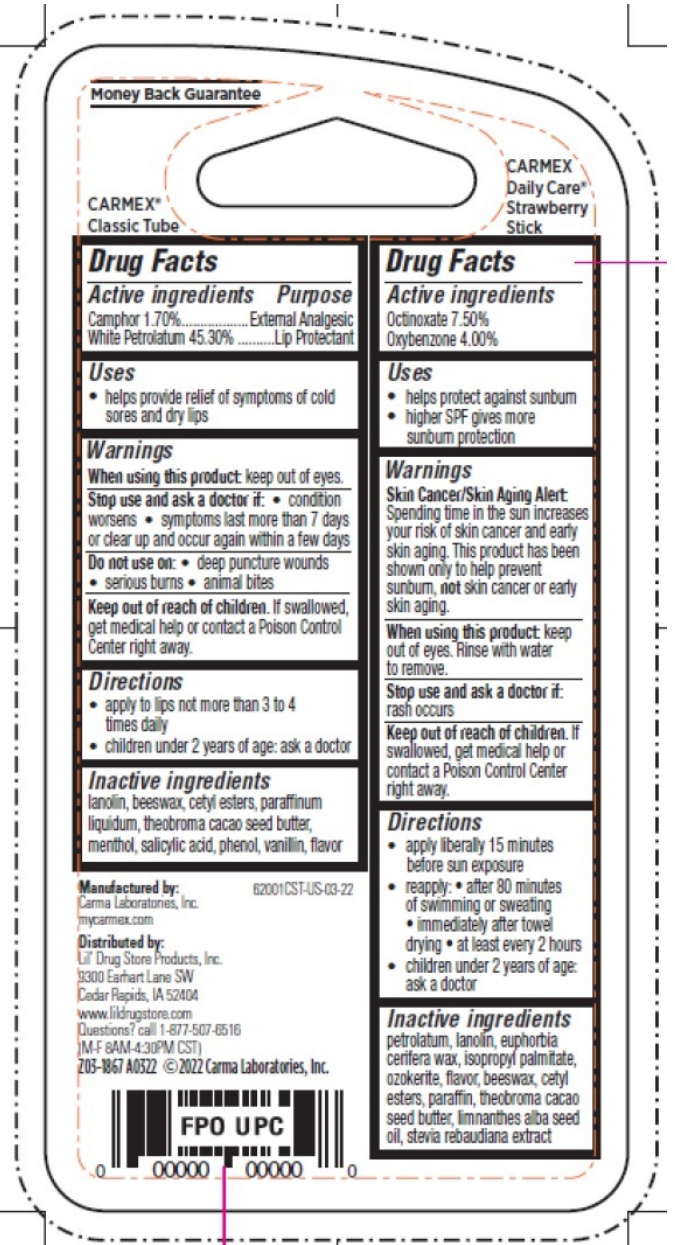 Money Back Guarantee
CARMEX®
Classic Tube
Drug Facts
Active ingredients Purpose
Camphor 1.70%....................External Analgesic
White Petrolatum 45.30% ...........Lip Protectant
Uses
• helps provide relief of symptoms of cold
sores and dry lips
Warnings
When using this product: keep out of eyes.
Stop use and ask a doctor if: • condition
worsens • symptoms last more than 7 days
or clear up and occur again within a few days
Do not use on: • deep puncture wounds
• serious burns • animal bites
Keep out of reach of children. If swallowed,
get medical help or contact a Poison Control
Center right away.
Directions
• apply to lips not more than 3 to 4
times daily
• children under 2 years of age: ask a doctor
Inactive ingredients
lanolin, beeswax, cetyl esters, paraffinum
liquidum, theobroma cacao seed butter,
menthol, salicylic acid, phenol, vanillin, flavor
Manufactured by: 62001CST-US-03-22
Carma Laboratories, Inc.
mycarmex.com
Distributed by:
Lil' Drug Store Products, Inc.
9300 Earhart Lane SW
Cedar Rapids, IA 52404
www.lildrugstore.com
Questions? call 1-877-507-6516
(M-F 8AM-4:30PM CST)
Z03-1867 A0322 ©2022 Carma Laboratories, Inc.
FPO UPC
0 00000 00000 0
CARMEX
Daily Care®
Strawberry
Stick
Drug Facts
Active ingredients
Octinoxate 7.50%
Oxybenzone 4.00%
Uses
• helps protect against sunburn
• higher SPF gives more
sunburn protection
Warnings
Skin Cancer/Skin Aging Alert:
Spending time in the sun increases
your risk of skin cancer and early
skin aging. This product has been
shown only to help prevent
sunburn, not skin cancer or early
skin aging.
When using this product: keep
out of eyes. Rinse with water
to remove.
Stop use and ask a doctor if:
rash occurs
Keep out of reach of children. If
swallowed, get medical help or
contact a Poison Control Center
right away.
Directions
• apply liberally 15 minutes
before sun exposure
• reapply: • after 80 minutes
of swimming or sweating
• immediately after towel
drying • at least every 2 hours
• children under 2 years of age:
ask a doctor
Inactive ingredients
petrolatum, lanolin, euphorbia
cerifera wax, isopropyl palmitate,
ozokerite, flavor, beeswax, cetyl
esters, paraffin, theobroma cacao
seed butter, limnanthes alba seed
oil, stevia rebaudiana extract